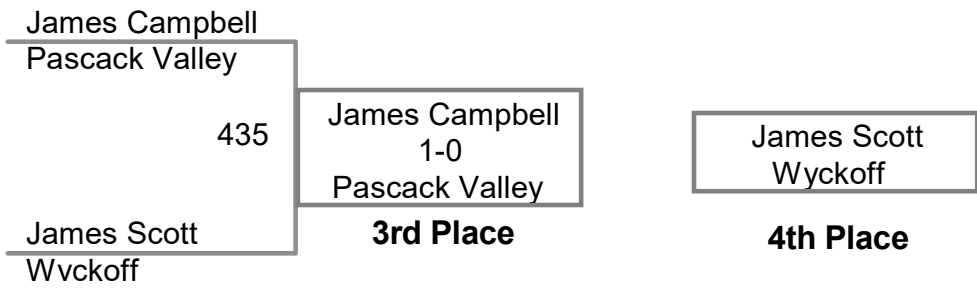 James Campbell
Pascack Valley
435
James Scott
Wyckoff
James Campbell
1-0
Pascack Valley
3rd Place
James Scott
Wyckoff
4th Place